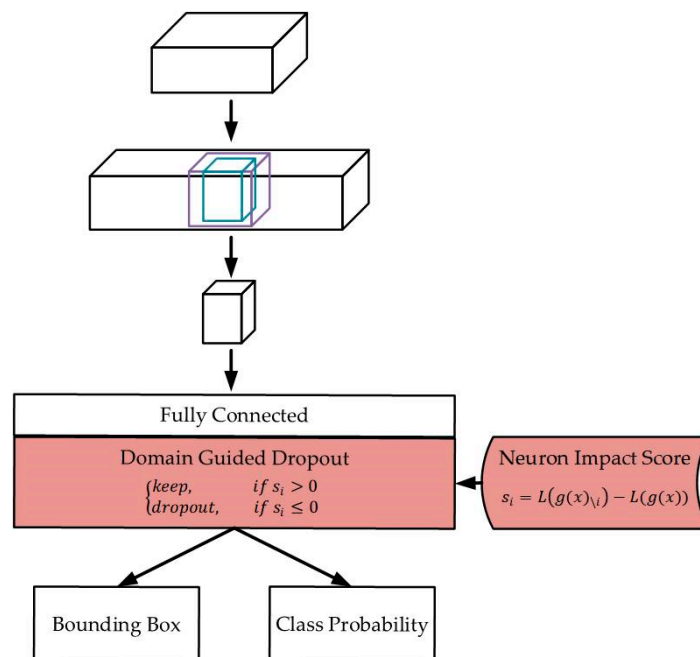 Fully Connected
Domain Guided Dropout
{keep, if s_i > 0
dropout, if s_i ≤ 0
Neuron Impact Score
s_i = L(g(x)_{\i}) − L(g(x))
Bounding Box
Class Probability